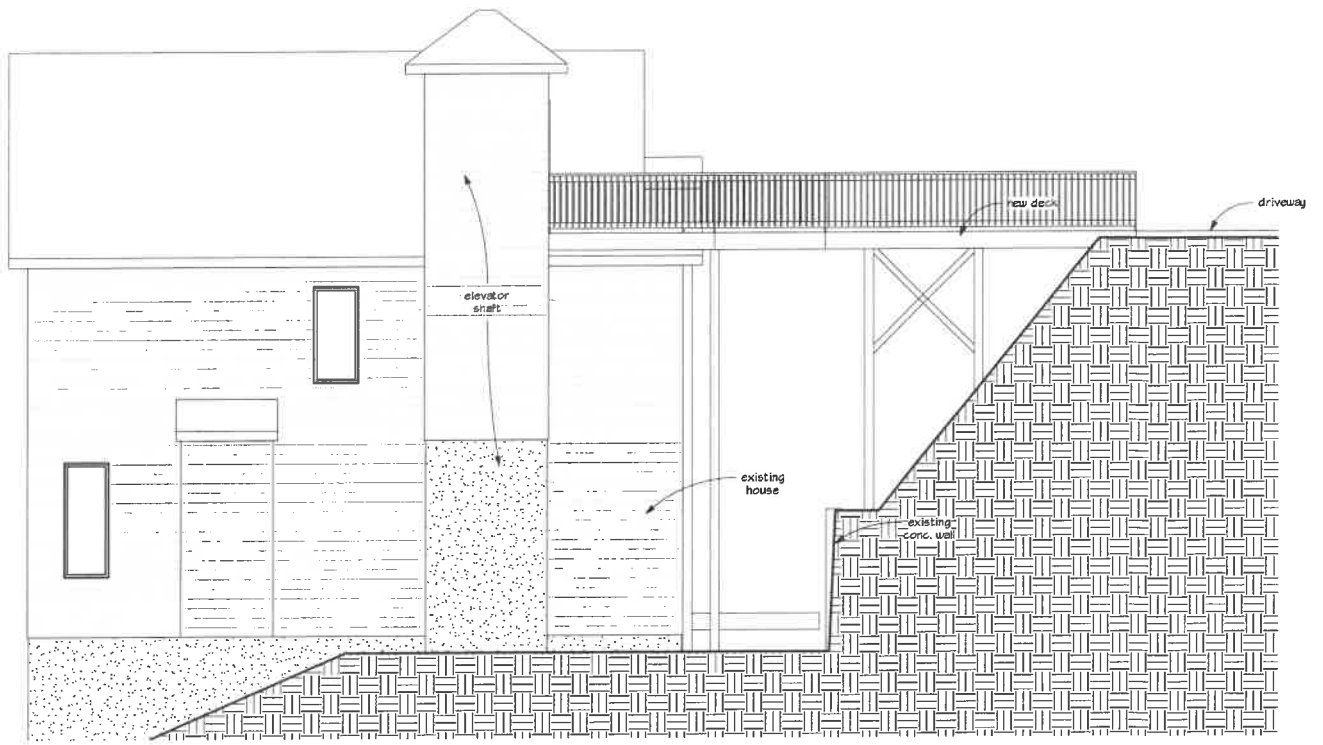 new deck
driveway
elevator
shaft
existing
house
existing
conc. wall